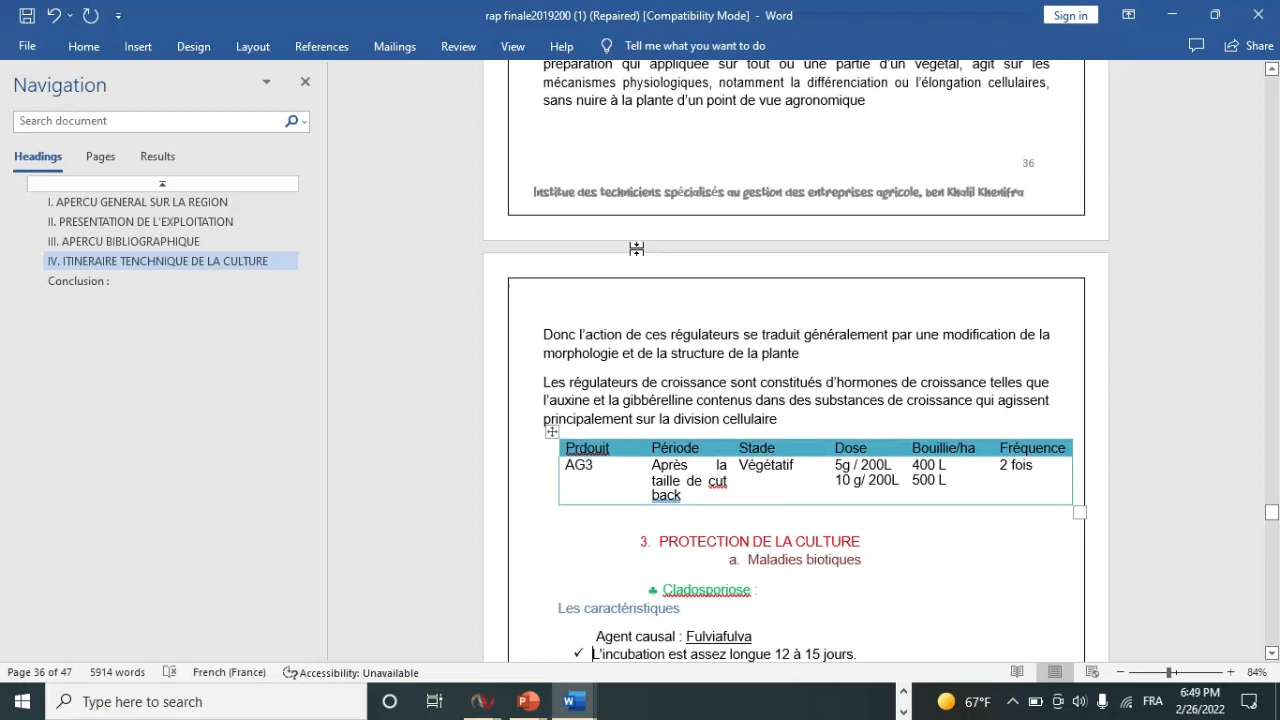 rap finale2019200 (1) (Repaired) [Compatibility Mode] - Word
Sign in
File Home Insert Design Layout References Mailings Review View Help Tell me what you want to do Share
Navigation
Search document
Headings Pages Results
I. APERCU GENERAL SUR LA REGION
II. PRESENTATION DE L'EXPLOITATION
III. APERCU BIBLIOGRAPHIQUE
IV. ITINERAIRE TENCHNIQUE DE LA CULTURE
Conclusion :
préparation qui appliquée sur tout ou une partie d'un végétal, agit sur les
mécanismes physiologiques, notamment la différenciation ou l'élongation cellulaires,
sans nuire à la plante d'un point de vue agronomique
36
Institue des techniciens spécialisés au gestion des entreprises agricole, ben Khalil Khenifra
Donc l'action de ces régulateurs se traduit généralement par une modification de la
morphologie et de la structure de la plante
Les régulateurs de croissance sont constitués d'hormones de croissance telles que
l'auxine et la gibbérelline contenus dans des substances de croissance qui agissent
principalement sur la division cellulaire
Prdouit Période Stade Dose Bouillie/ha Fréquence
AG3 Après la Végétatif 5g / 200L 400 L 2 fois
taille de cut 10 g/ 200L 500 L
back
3. PROTECTION DE LA CULTURE
a. Maladies biotiques
♣ Cladosporiose :
Les caractéristiques
Agent causal : Fulviafulva
✓ L'incubation est assez longue 12 à 15 jours.
Page 36 of 47 5914 words French (France) Accessibility: Unavailable 84%
Type here to search 67°F FRA 6:49 PM
2/26/2022